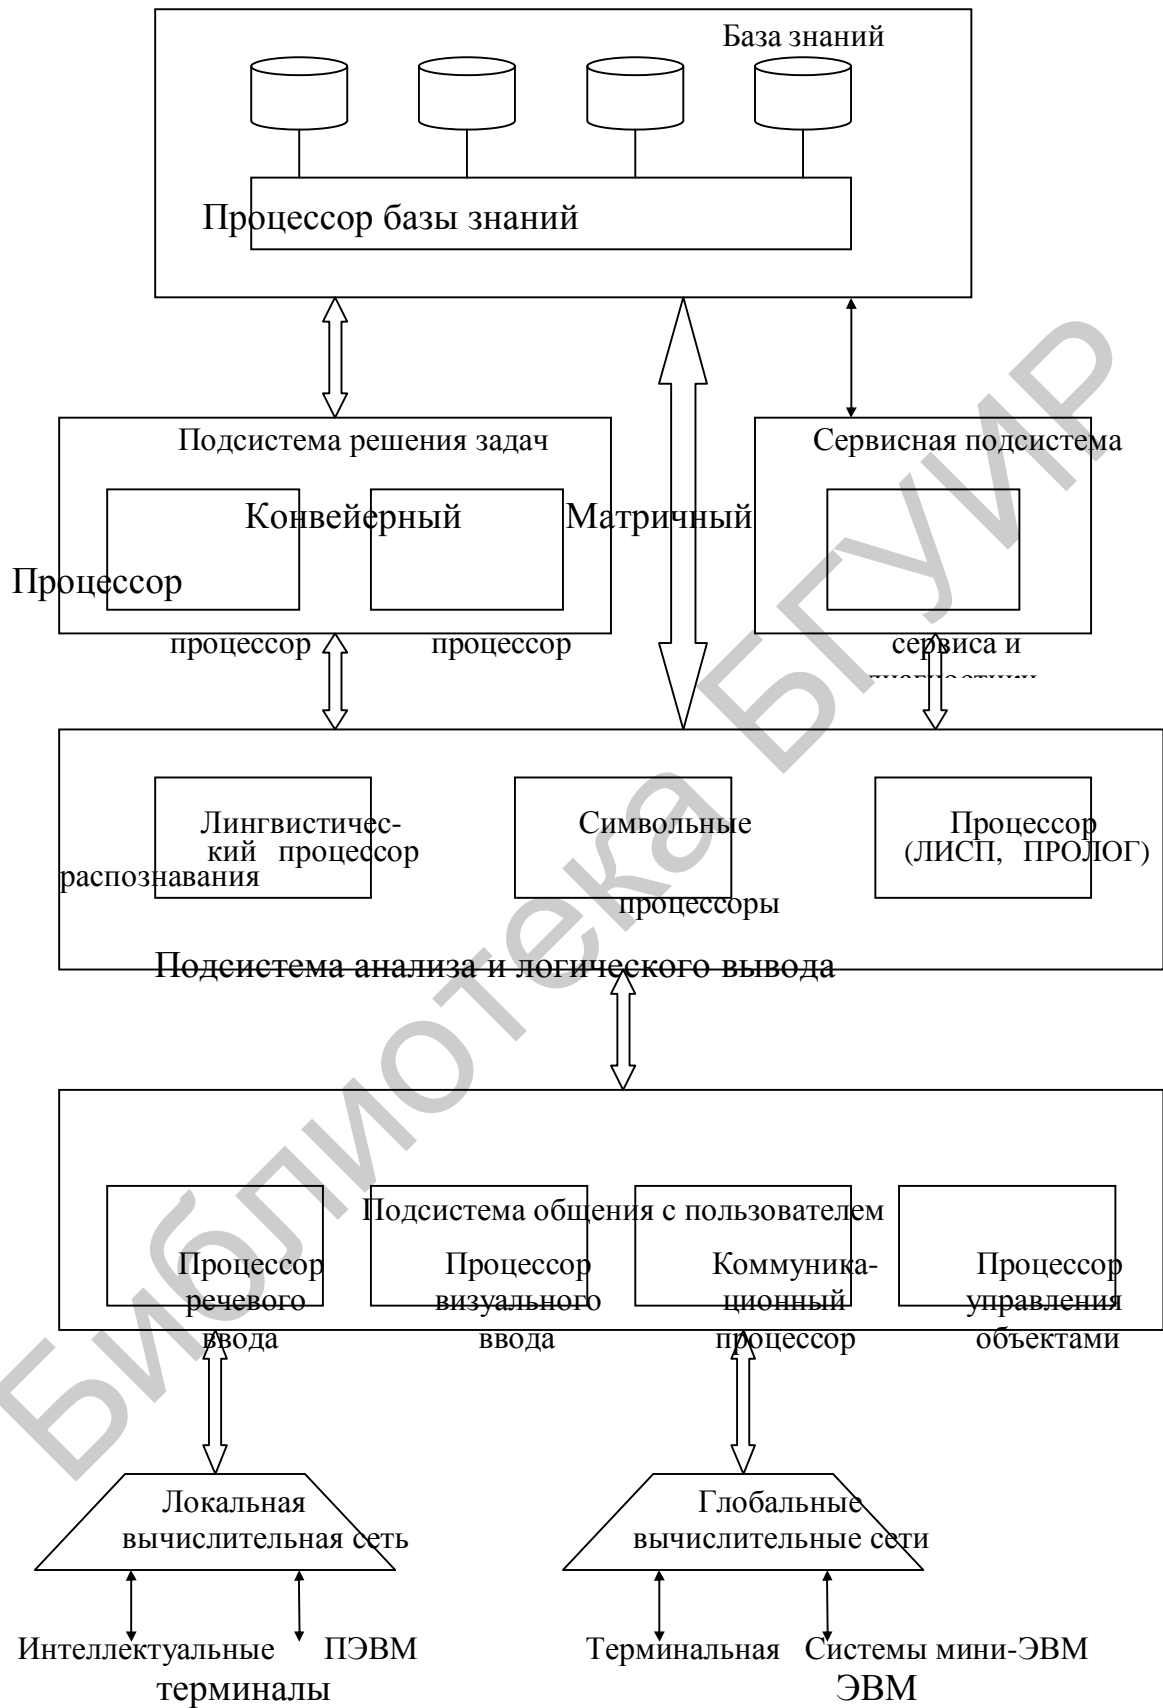 База знаний
Процессор базы знаний
Подсистема решения задач
Сервисная подсистема
Конвейерный
Матричный
Процессор
процессор
процессор
сервиса и
диагностики
Лингвистичес-
Символьные
Процессор
кий процессор
(ЛИСП, ПРОЛОГ)
распознавания
процессоры
Подсистема анализа и логического вывода
Подсистема общения с пользователем
Процессор
речевого
ввода
Процессор
визуального
ввода
Коммуника-
ционный
процессор
Процессор
управления
объектами
Локальная
вычислительная сеть
Глобальные
вычислительные сети
Интеллектуальные
ПЭВМ
Терминальная
Системы мини-ЭВМ
терминалы
ЭВМ
Библиотека БГУИР